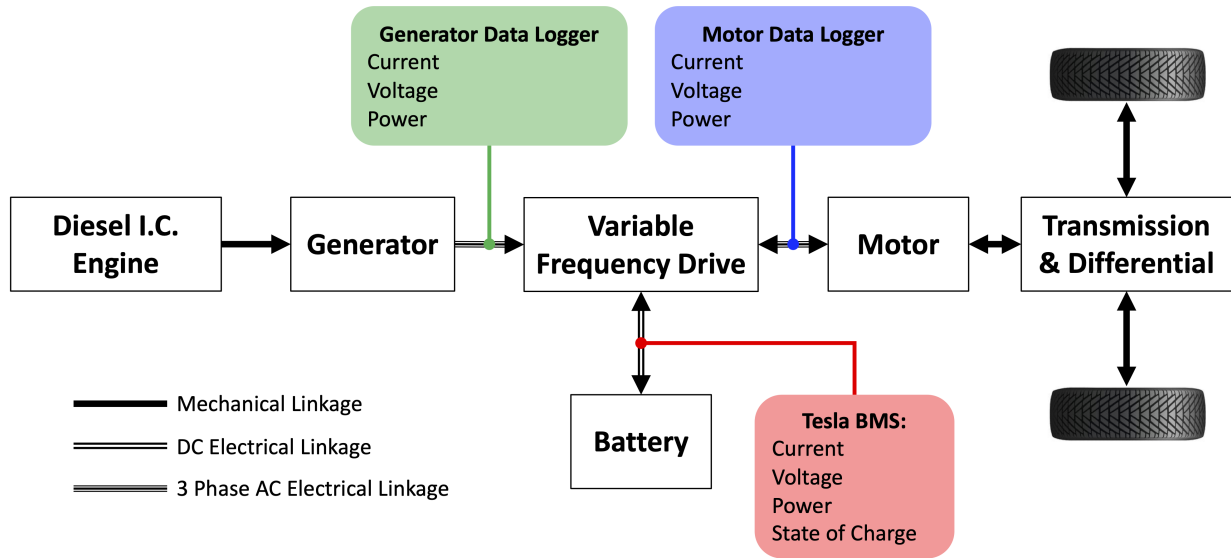 Generator Data Logger
Current
Voltage
Power
Motor Data Logger
Current
Voltage
Power
Diesel I.C.
Engine
Generator
Variable
Frequency Drive
Motor
Transmission
& Differential
Mechanical Linkage
DC Electrical Linkage
3 Phase AC Electrical Linkage
Battery
Tesla BMS:
Current
Voltage
Power
State of Charge